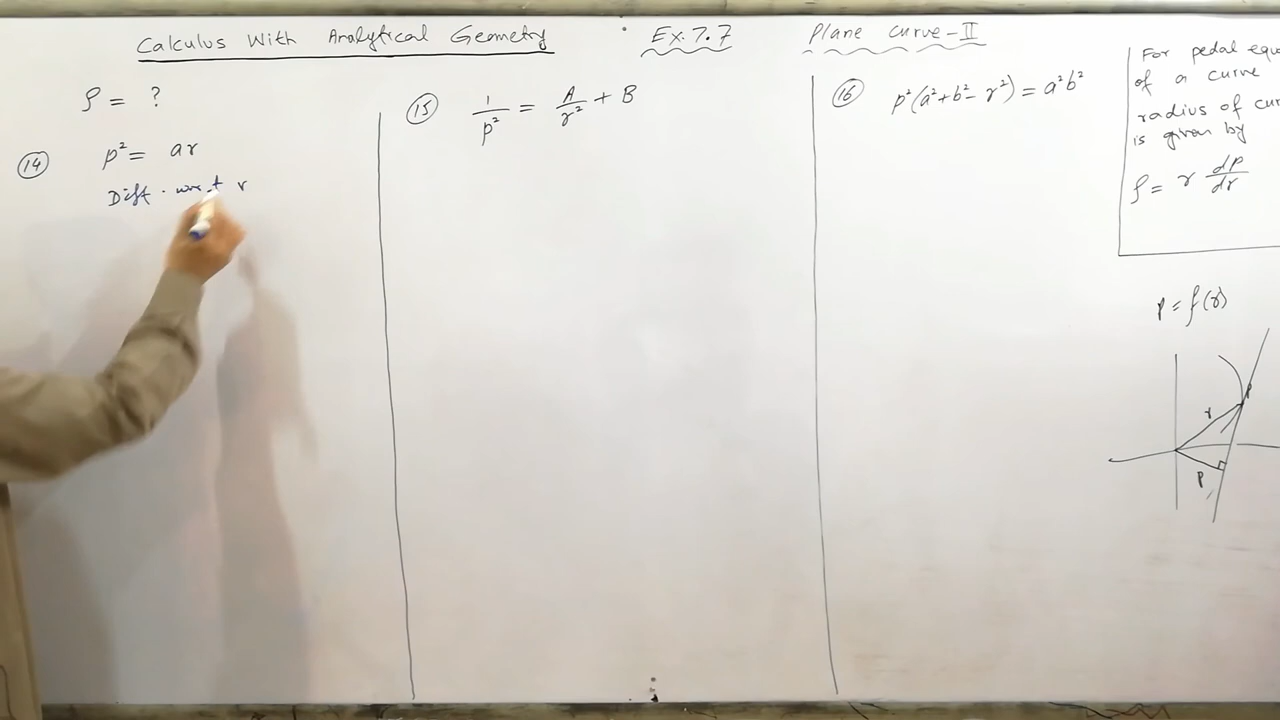 Calculus With Analytical Geometry Ex.7.7 Plane Curve-II
ρ = ?
(14) p² = ar
Diff. w.r.t r
(15) 1/p² = A/r² + B
(16) p²(a²+b²-r²) = a²b²
For pedal equ
of a curve
radius of cur
is given by
ρ = r dp/dr
p = f(r)
P
r
p